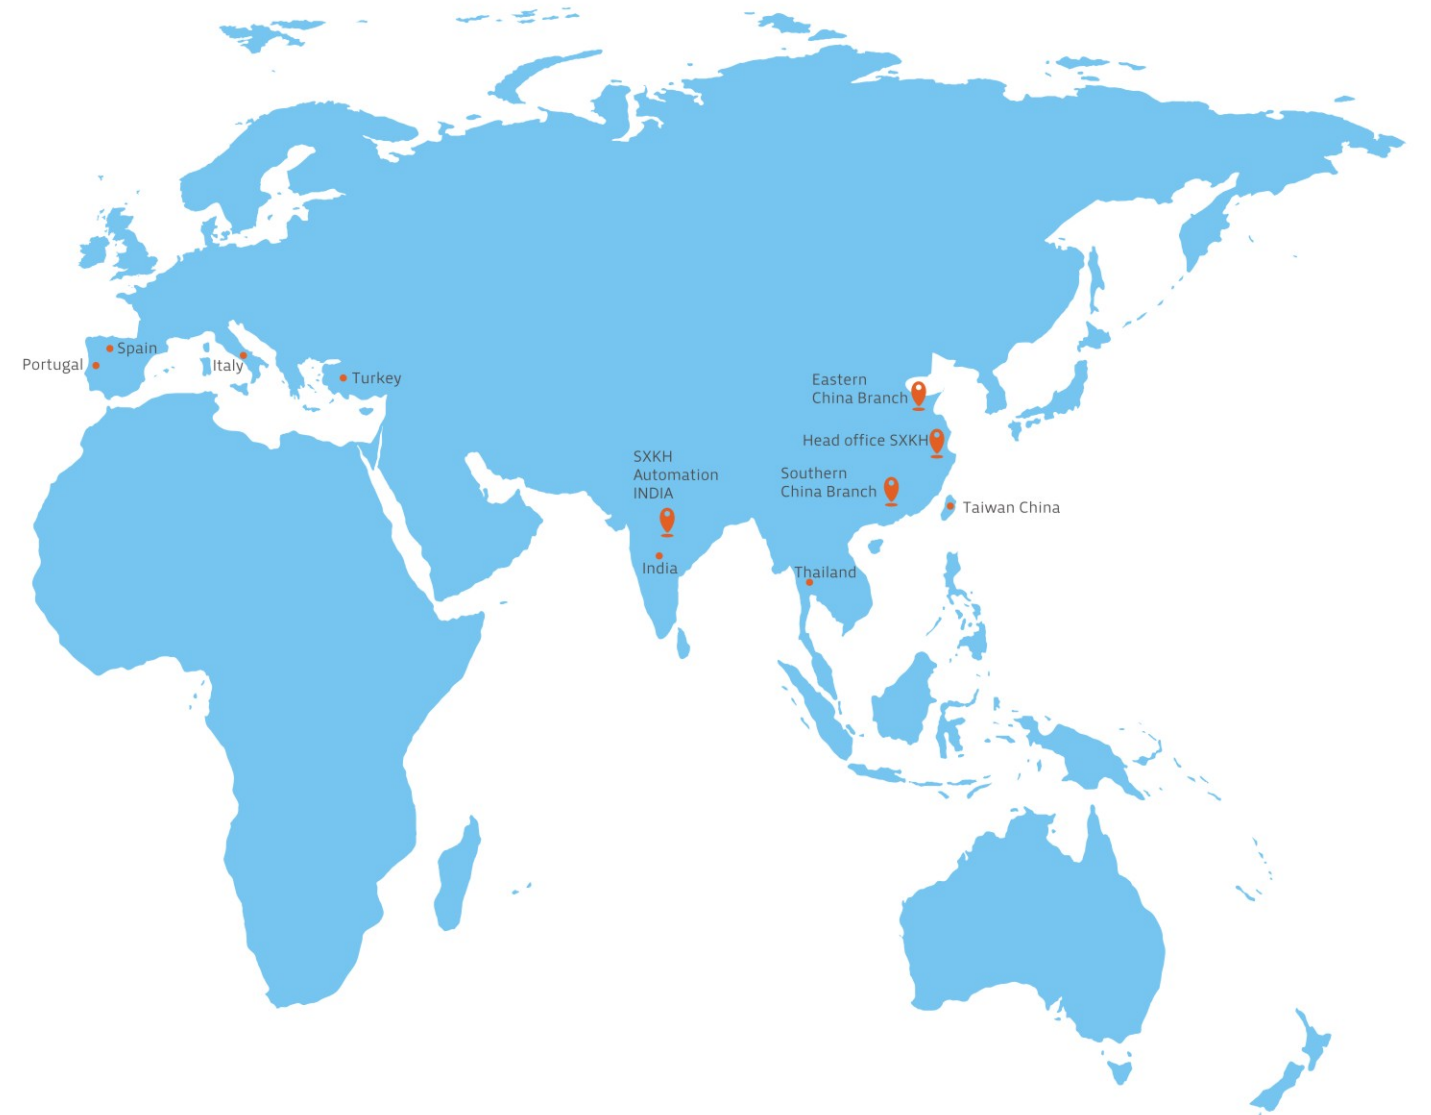 Spain
Portugal
Italy
Turkey
Eastern
China Branch
Head office SXKH
SXKH
Automation
INDIA
Southern
China Branch
Taiwan China
India
Thailand